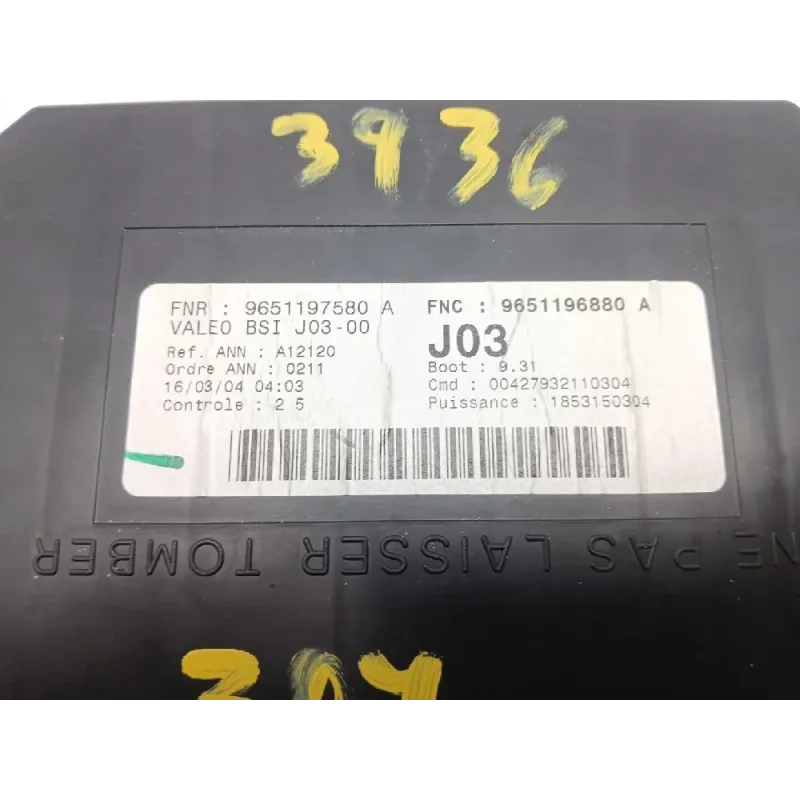 3936
FNR : 9651197580 A FNC : 9651196880 A
VALEO BSI J03-00 J03
Ref. ANN : A12120 Boot : 9.31
Ordre ANN : 0211 Cmd : 00427932110304
16/03/04 04:03 Puissance : 1853150304
Controle : 2 5
NE PAS LAISSER TOMBER